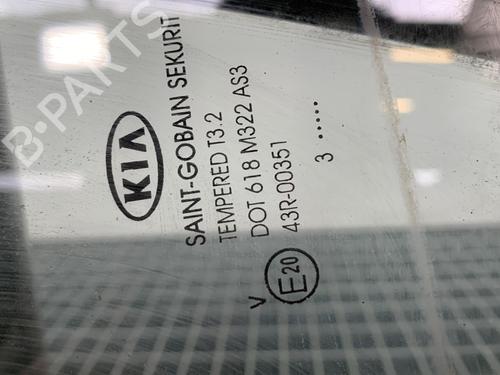 KIA
SAINT-GOBAIN SEKURIT
TEMPERED T3.2
DOT 618 M322 AS3
43R-00351
3 .....
V
E20
B-PARTS